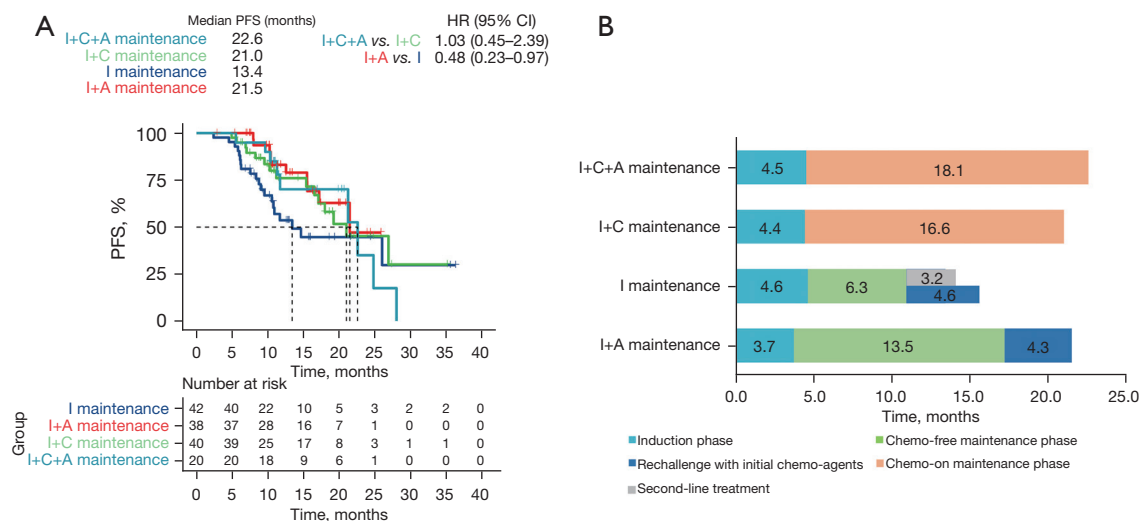 A
Median PFS (months)
I+C+A maintenance 22.6
I+C maintenance 21.0
I maintenance 13.4
I+A maintenance 21.5
HR (95% CI)
I+C+A vs. I+C 1.03 (0.45–2.39)
I+A vs. I 0.48 (0.23–0.97)
PFS, %
100
75
50
25
0
0 5 10 15 20 25 30 35 40
Time, months
Number at risk
Group
I maintenance 42 40 22 10 5 3 2 2 0
I+A maintenance 38 37 28 16 7 1 0 0 0
I+C maintenance 40 39 25 17 8 3 1 1 0
I+C+A maintenance 20 20 18 9 6 1 0 0 0
0 5 10 15 20 25 30 35 40
Time, months
B
I+C+A maintenance 4.5 18.1
I+C maintenance 4.4 16.6
I maintenance 4.6 6.3 3.2 4.6
I+A maintenance 3.7 13.5 4.3
0.0 5.0 10.0 15.0 20.0 25.0
Time, months
Induction phase
Chemo-free maintenance phase
Rechallenge with initial chemo-agents
Chemo-on maintenance phase
Second-line treatment